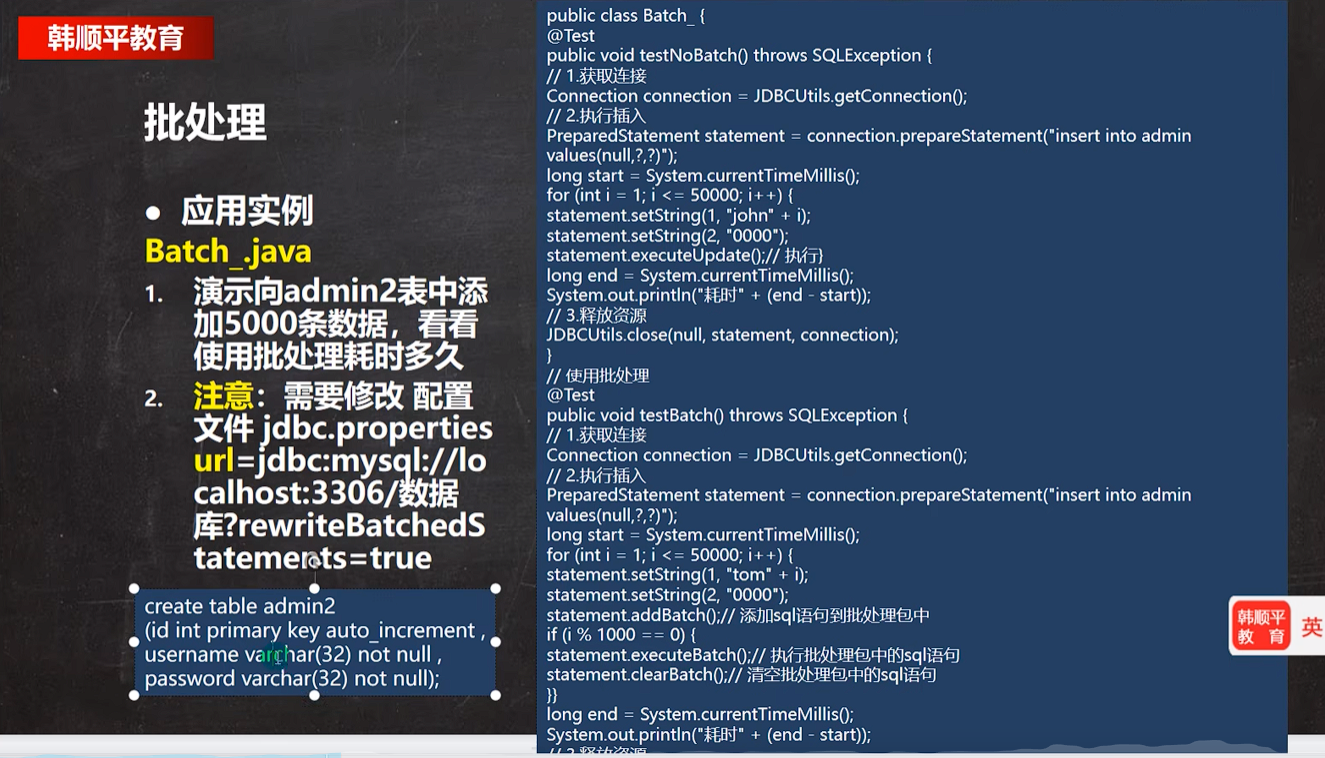 韩顺平教育
批处理
● 应用实例
Batch_.java
1. 演示向admin2表中添
加5000条数据，看看
使用批处理耗时多久
2. 注意：需要修改 配置
文件 jdbc.properties
url=jdbc:mysql://lo
calhost:3306/数据
库?rewriteBatchedS
tatements=true
create table admin2
(id int primary key auto_increment ,
username varchar(32) not null ,
password varchar(32) not null);
public class Batch_ {
@Test
public void testNoBatch() throws SQLException {
// 1.获取连接
Connection connection = JDBCUtils.getConnection();
// 2.执行插入
PreparedStatement statement = connection.prepareStatement("insert into admin
values(null,?,?)");
long start = System.currentTimeMillis();
for (int i = 1; i <= 50000; i++) {
statement.setString(1, "john" + i);
statement.setString(2, "0000");
statement.executeUpdate();// 执行}
long end = System.currentTimeMillis();
System.out.println("耗时" + (end - start));
// 3.释放资源
JDBCUtils.close(null, statement, connection);
}
// 使用批处理
@Test
public void testBatch() throws SQLException {
// 1.获取连接
Connection connection = JDBCUtils.getConnection();
// 2.执行插入
PreparedStatement statement = connection.prepareStatement("insert into admin
values(null,?,?)");
long start = System.currentTimeMillis();
for (int i = 1; i <= 50000; i++) {
statement.setString(1, "tom" + i);
statement.setString(2, "0000");
statement.addBatch();// 添加sql语句到批处理包中
if (i % 1000 == 0) {
statement.executeBatch();// 执行批处理包中的sql语句
statement.clearBatch();// 清空批处理包中的sql语句
}}
long end = System.currentTimeMillis();
System.out.println("耗时" + (end - start));
// 3.释放资源
韩顺平
教 育
英